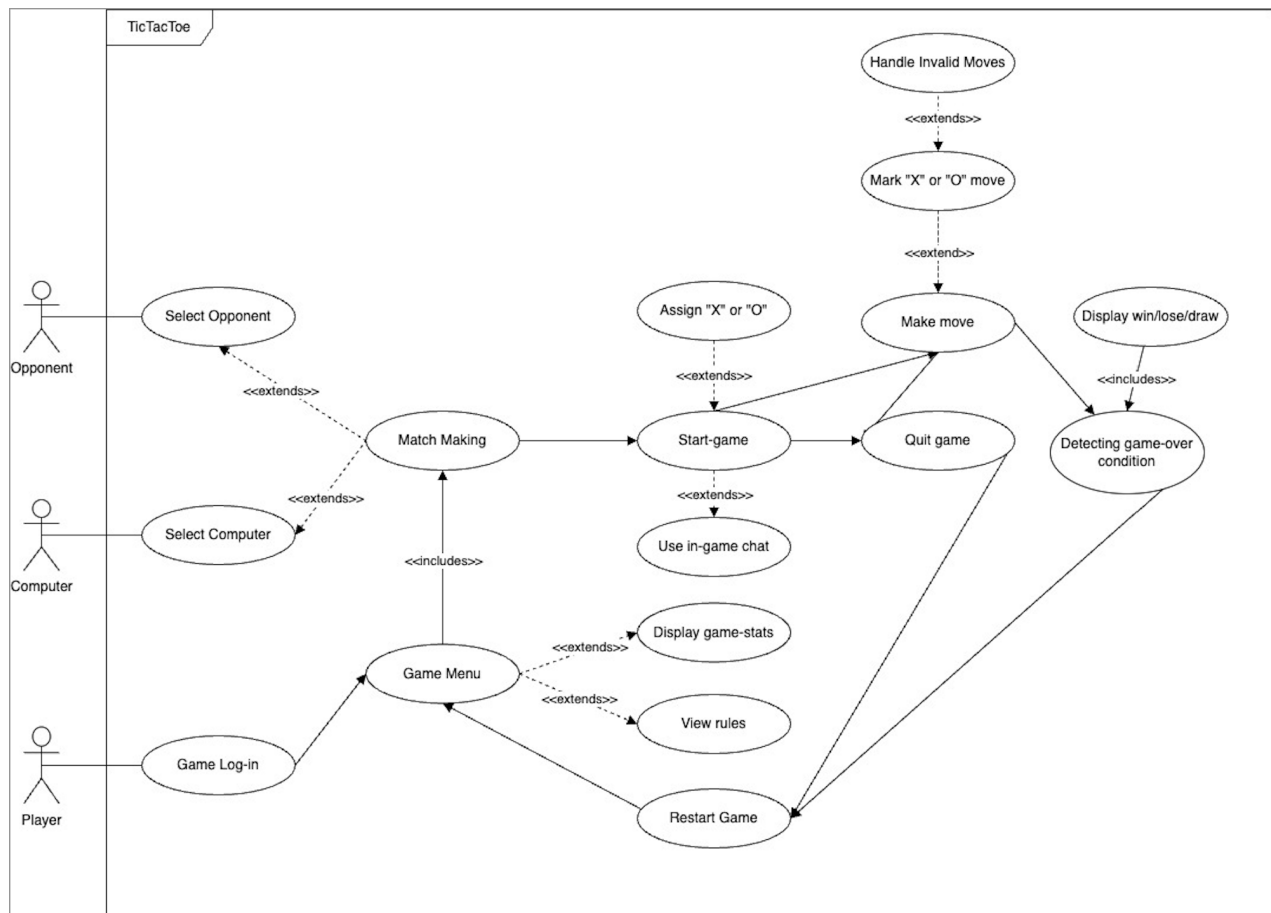 TicTacToe
Handle Invalid Moves
<<extends>>
Mark "X" or "O" move
<<extend>>
Select Opponent
Assign "X" or "O"
Make move
Display win/lose/draw
Opponent
<<extends>>
<<extends>>
<<includes>>
Match Making
Start-game
Quit game
Detecting game-over
condition
<<extends>>
<<extends>>
Select Computer
Use in-game chat
Computer
<<includes>>
Display game-stats
<<extends>>
Game Menu
<<extends>>
View rules
Game Log-in
Restart Game
Player